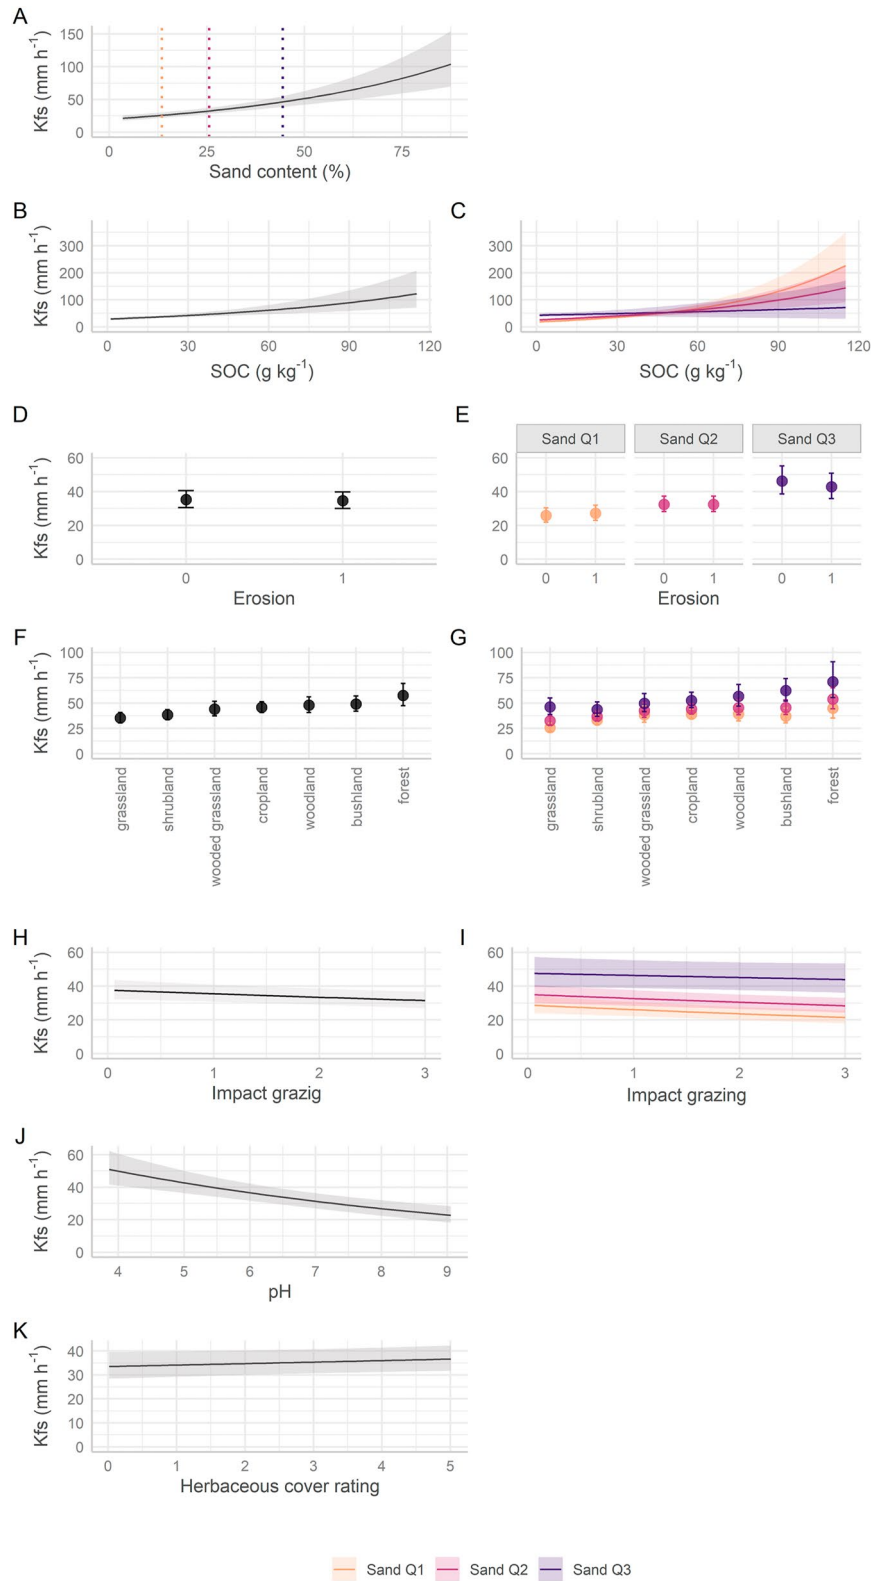 A
Kfs (mm h⁻¹)
150
100
50
0
0 25 50 75
Sand content (%)
B
Kfs (mm h⁻¹)
300
200
100
0
0 30 60 90 120
SOC (g kg⁻¹)
C
300
200
100
0
0 30 60 90 120
SOC (g kg⁻¹)
D
Kfs (mm h⁻¹)
60
40
20
0
0 1
Erosion
E
Sand Q1 Sand Q2 Sand Q3
60
40
20
0
0 1 0 1 0 1
Erosion
F
Kfs (mm h⁻¹)
100
75
50
25
0
grassland
shrubland
wooded grassland
cropland
woodland
bushland
forest
G
100
75
50
25
0
grassland
shrubland
wooded grassland
cropland
woodland
bushland
forest
H
Kfs (mm h⁻¹)
60
40
20
0
0 1 2 3
Impact grazig
I
60
40
20
0
0 1 2 3
Impact grazing
J
Kfs (mm h⁻¹)
60
40
20
0
4 5 6 7 8 9
pH
K
Kfs (mm h⁻¹)
40
30
20
10
0
0 1 2 3 4 5
Herbaceous cover rating
Sand Q1 Sand Q2 Sand Q3